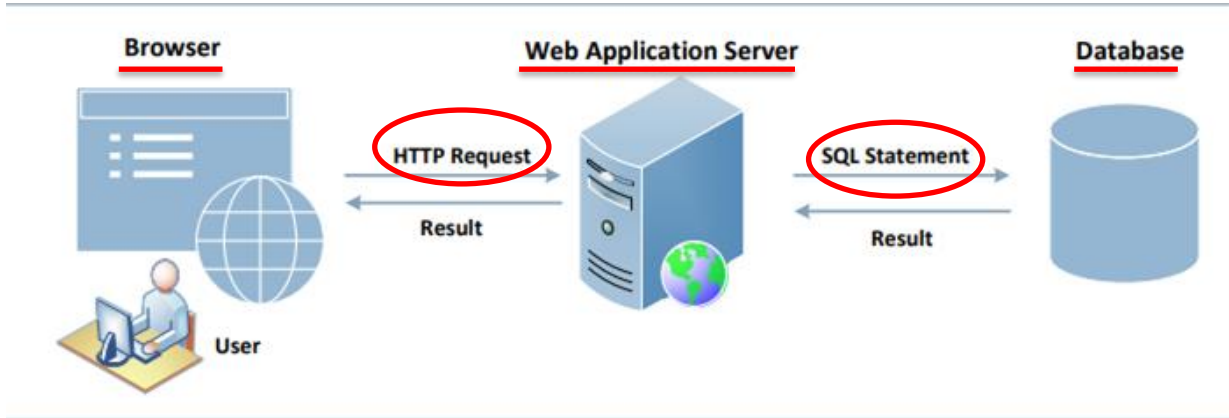 Browser
Web Application Server
Database
HTTP Request
SQL Statement
Result
Result
User